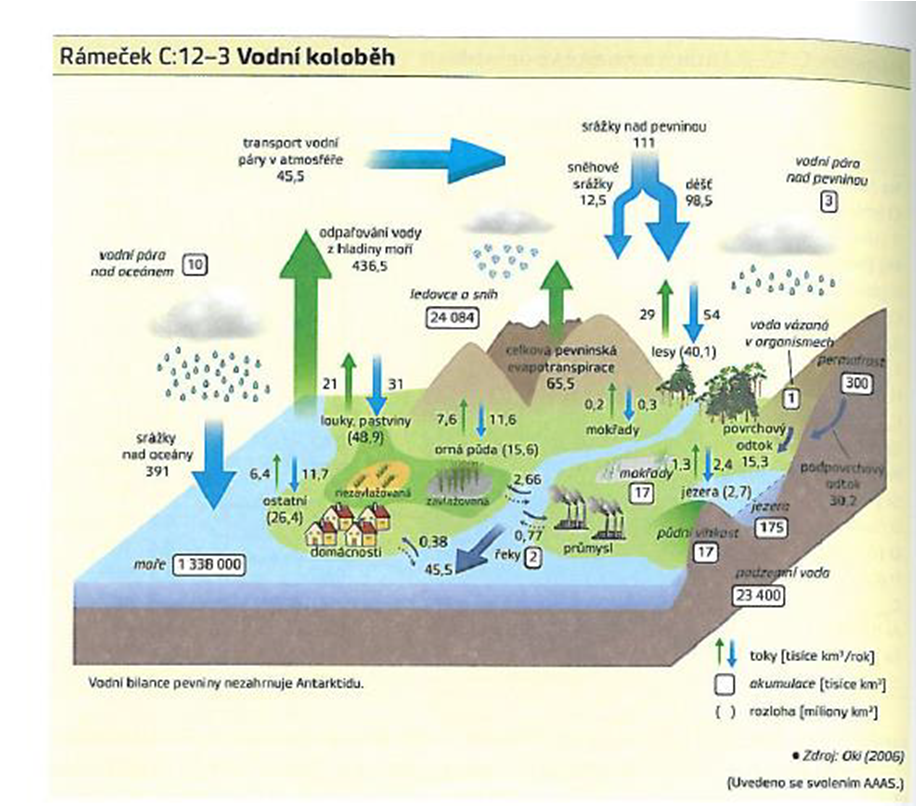 Rámeček C:12–3 Vodní koloběh
transport vodní
páry v atmosféře
45,5
srážky nad pevninou
111
sněhové
srážky
12,5
déšť
98,5
vodní pára
nad pevninou
3
vodní pára
nad oceánem
10
odpařování vody
z hladiny moří
436,5
ledovce a sníh
24 084
celková pevninská
evapotranspirace
65,5
29
54
lesy (40,1)
voda vázaná
v organismech
1
permafrost
300
21
31
louky, pastviny
(48,9)
7,6
11,6
orná půda (15,6)
0,2
0,3
mokřady
povrchový
odtok
15,3
podpovrchový
odtok
30,2
srážky
nad oceány
391
6,4
11,7
ostatní
(26,4)
nezavlažovaná
zavlažovaná
2,66
mokřady
17
1,3
2,4
jezera (2,7)
jezera
175
domácnosti
0,38
45,5
0,77
řeky
2
průmysl
půdní vlhkost
17
moře
1 338 000
podzemní voda
23 400
toky [tisíce km³/rok]
akumulace [tisíce km³]
( ) rozloha [miliony km²]
Vodní bilance pevniny nezahrnuje Antarktidu.
• Zdroj: Oki (2006)
(Uvedeno se svolením AAAS.)